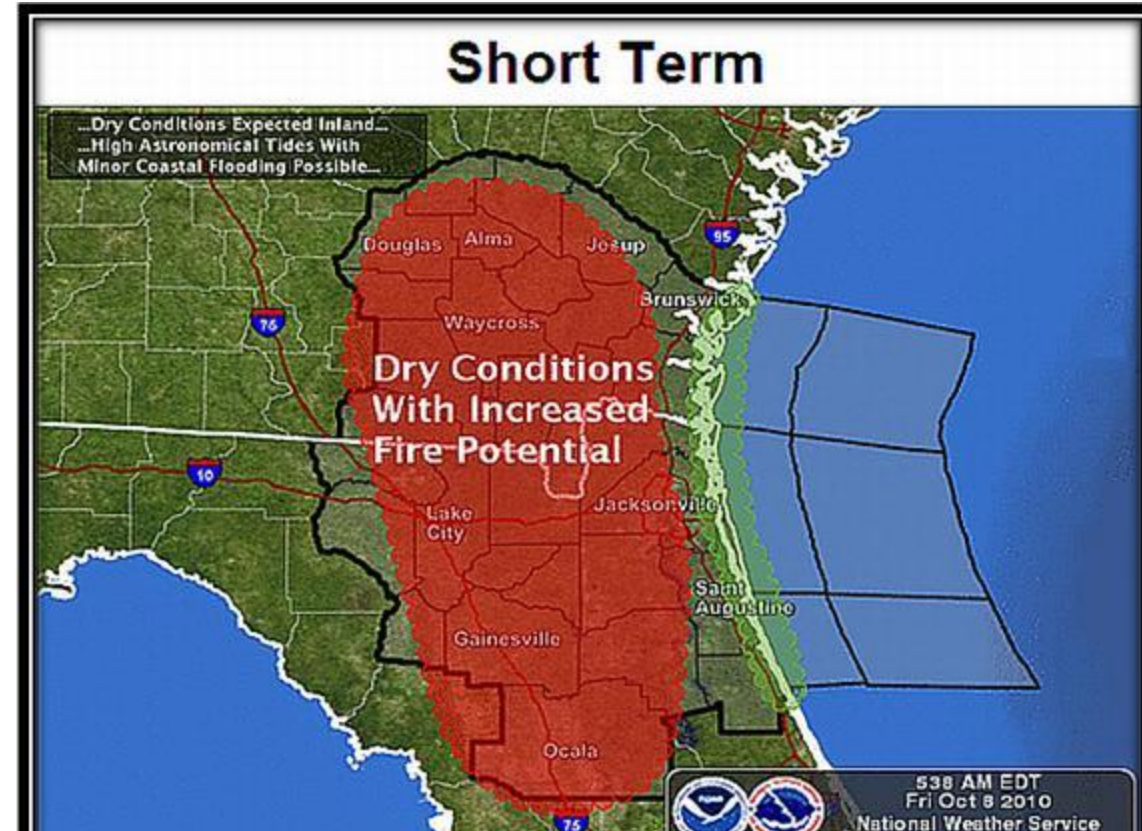 Short Term
...Dry Conditions Expected Inland...
...High Astronomical Tides With
Minor Coastal Flooding Possible...
Douglas
Alma
Jesup
95
Brunswick
75
Waycross
Dry Conditions
With Increased
Fire Potential
10
Lake
City
Jacksonville
Saint
Augustine
Gainesville
Ocala
75
538 AM EDT
Fri Oct 8 2010
National Weather Service